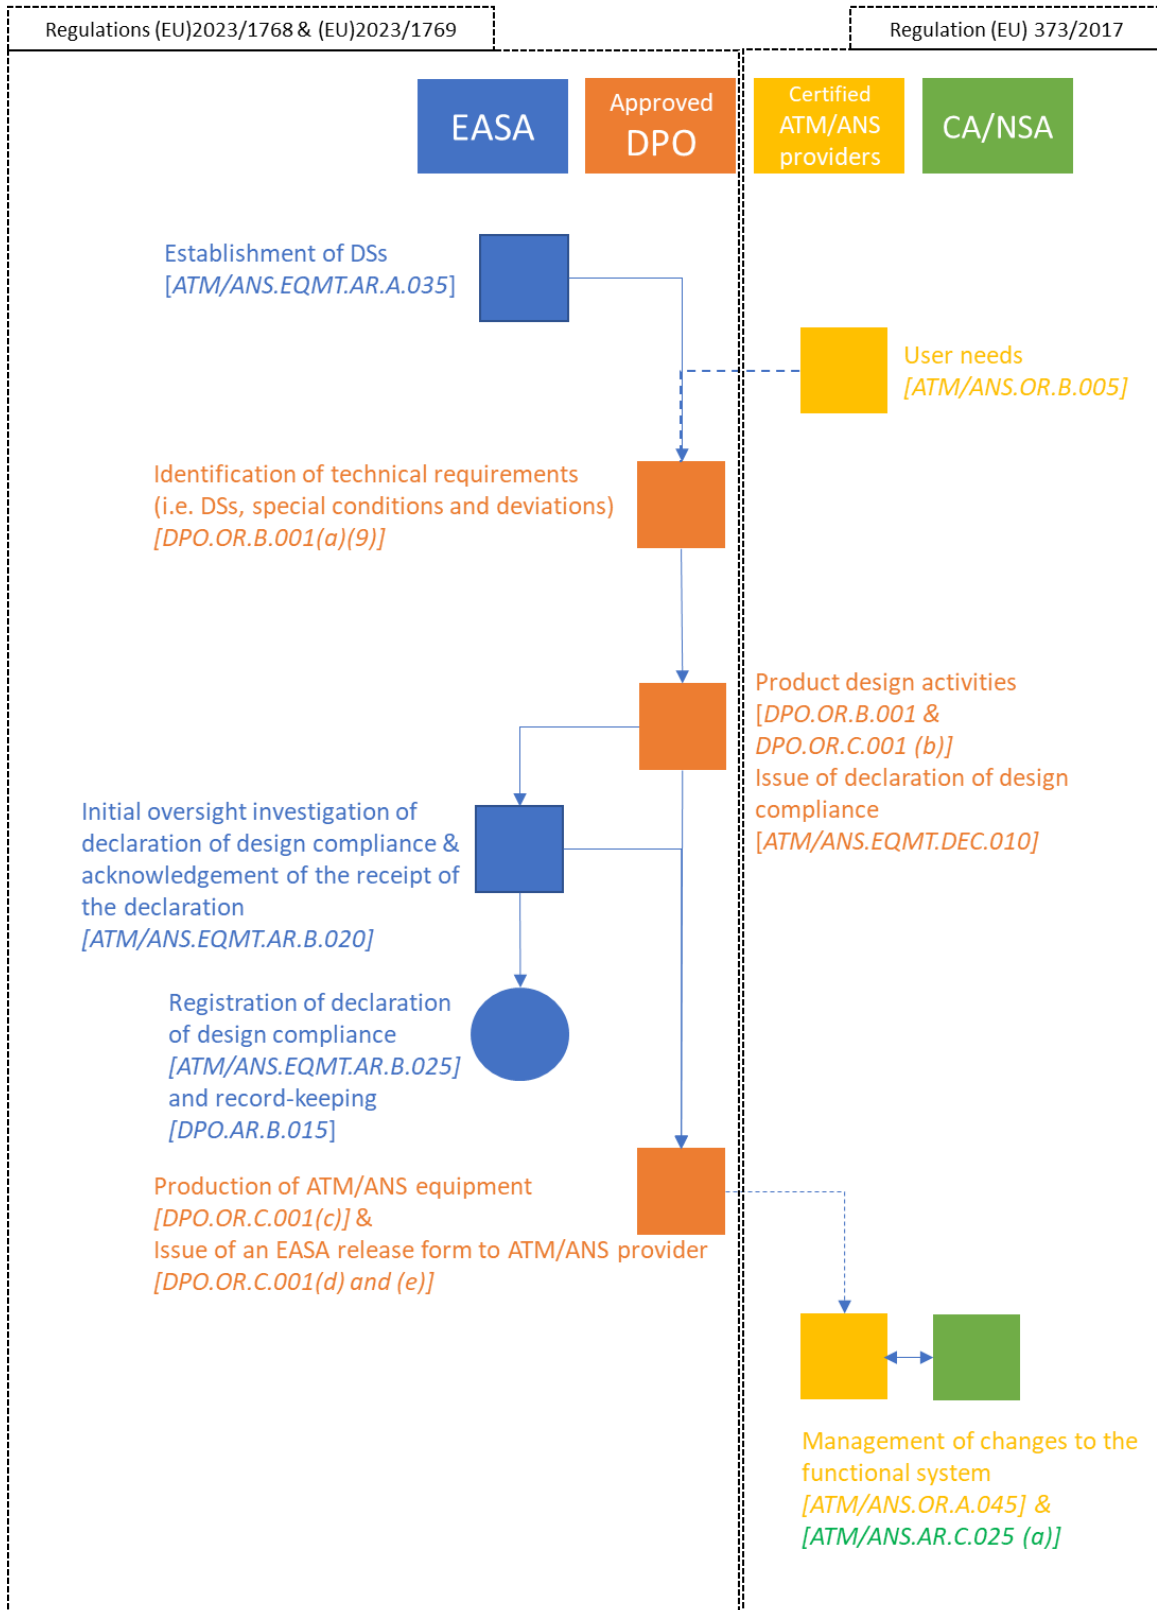 Regulations (EU)2023/1768 & (EU)2023/1769
Regulation (EU) 373/2017
EASA
Approved
DPO
Certified
ATM/ANS
providers
CA/NSA
Establishment of DSs
[ATM/ANS.EQMT.AR.A.035]
User needs
[ATM/ANS.OR.B.005]
Identification of technical requirements
(i.e. DSs, special conditions and deviations)
[DPO.OR.B.001(a)(9)]
Product design activities
[DPO.OR.B.001 &
DPO.OR.C.001 (b)]
Issue of declaration of design
compliance
[ATM/ANS.EQMT.DEC.010]
Initial oversight investigation of
declaration of design compliance &
acknowledgement of the receipt of
the declaration
[ATM/ANS.EQMT.AR.B.020]
Registration of declaration
of design compliance
[ATM/ANS.EQMT.AR.B.025]
and record-keeping
[DPO.AR.B.015]
Production of ATM/ANS equipment
[DPO.OR.C.001(c)] &
Issue of an EASA release form to ATM/ANS provider
[DPO.OR.C.001(d) and (e)]
Management of changes to the
functional system
[ATM/ANS.OR.A.045] &
[ATM/ANS.AR.C.025 (a)]